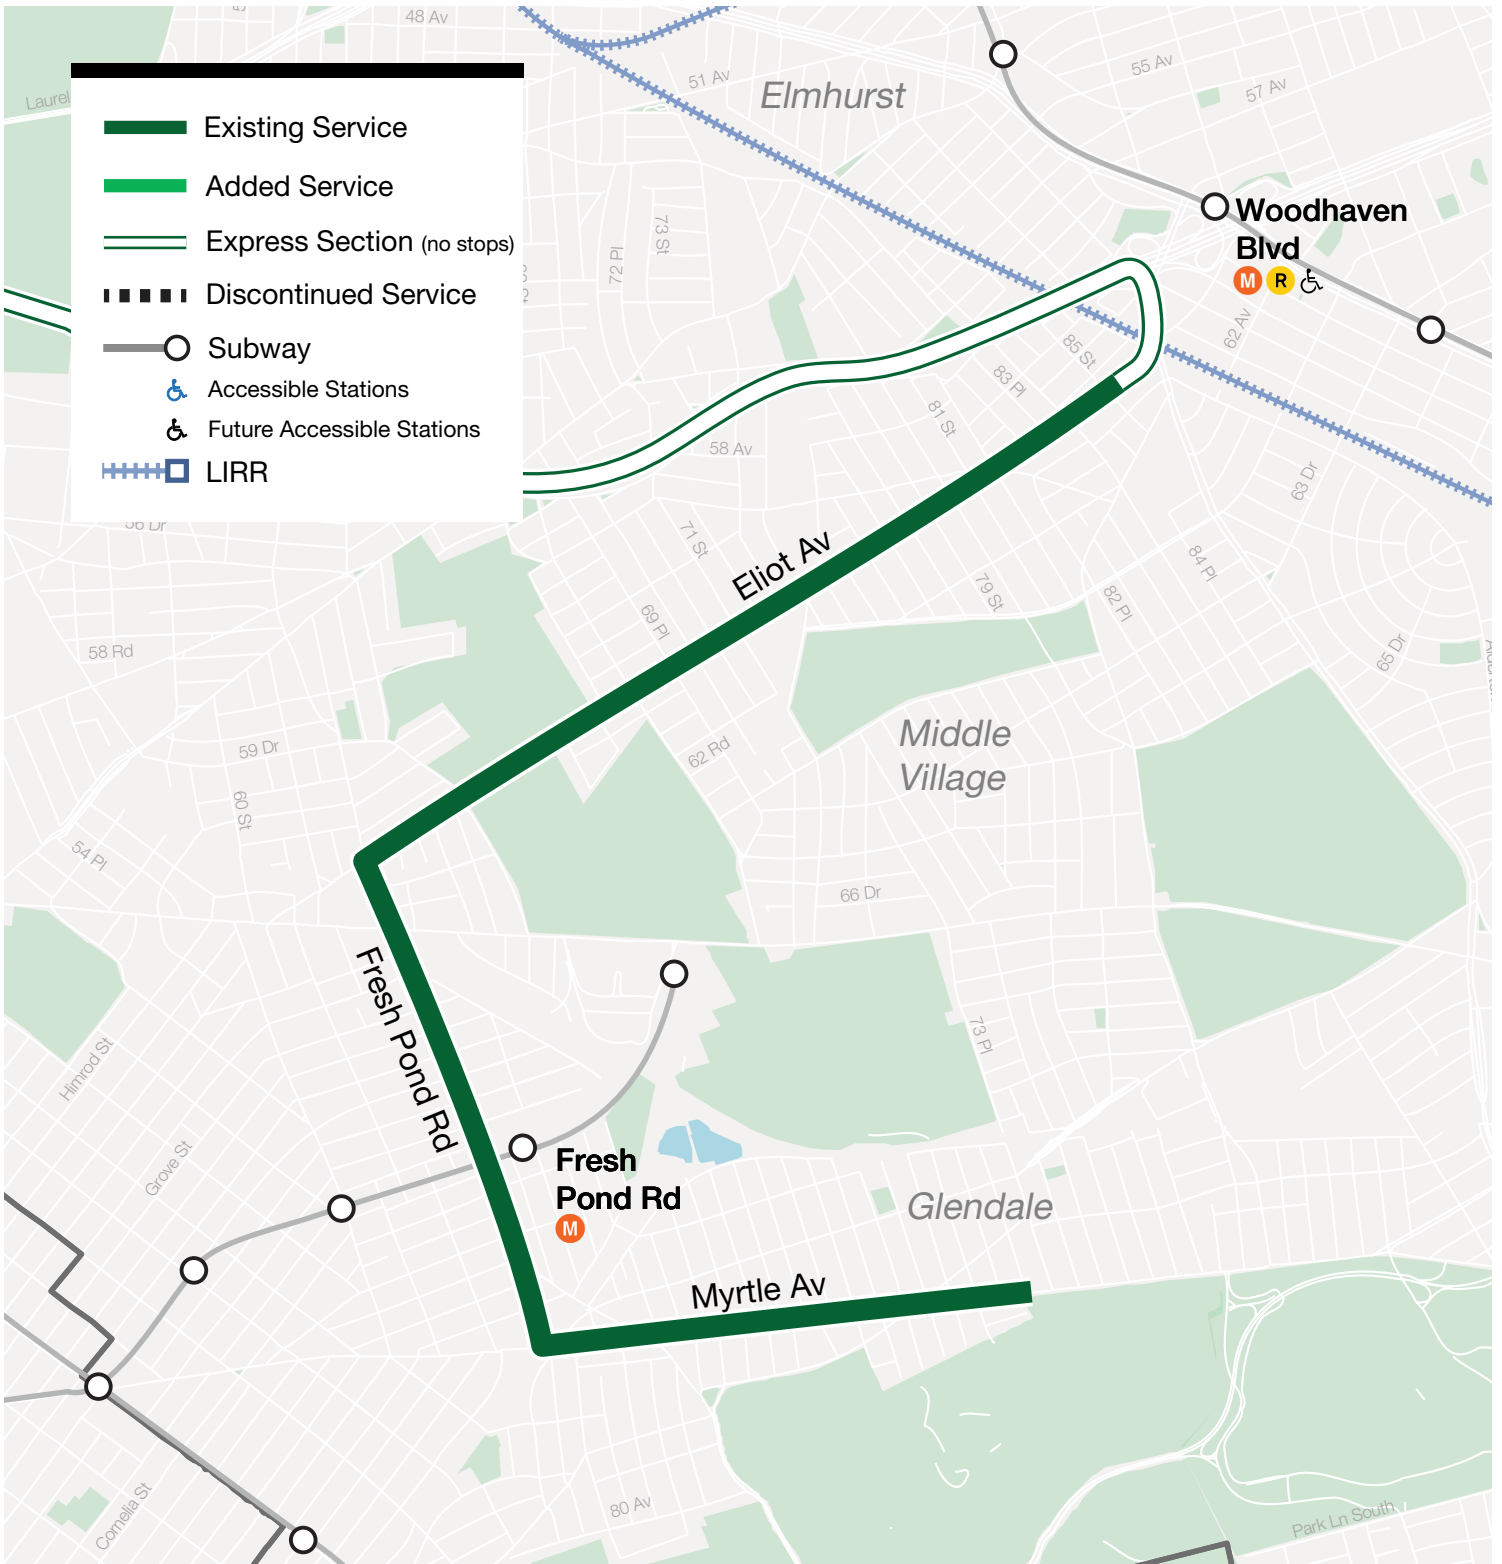 48 Av
51 Av
Elmhurst
55 Av
57 Av
Laurel
Existing Service
Added Service
Express Section (no stops)
Discontinued Service
Subway
Accessible Stations
Future Accessible Stations
LIRR
73 St
72 Pl
Woodhaven
Blvd
M R
62 Av
85 St
83 Pl
81 St
58 Av
63 Dr
56 Dr
71 St
Eliot Av
84 Pl
79 St
82 Pl
69 Pl
58 Rd
65 Dr
Middle
Village
59 Dr
62 Rd
60 St
54 Pl
66 Dr
Fresh Pond Rd
73 Pl
Himrod St
Grove St
Fresh
Pond Rd
M
Glendale
Myrtle Av
Cornelia St
80 Av
Park Ln South